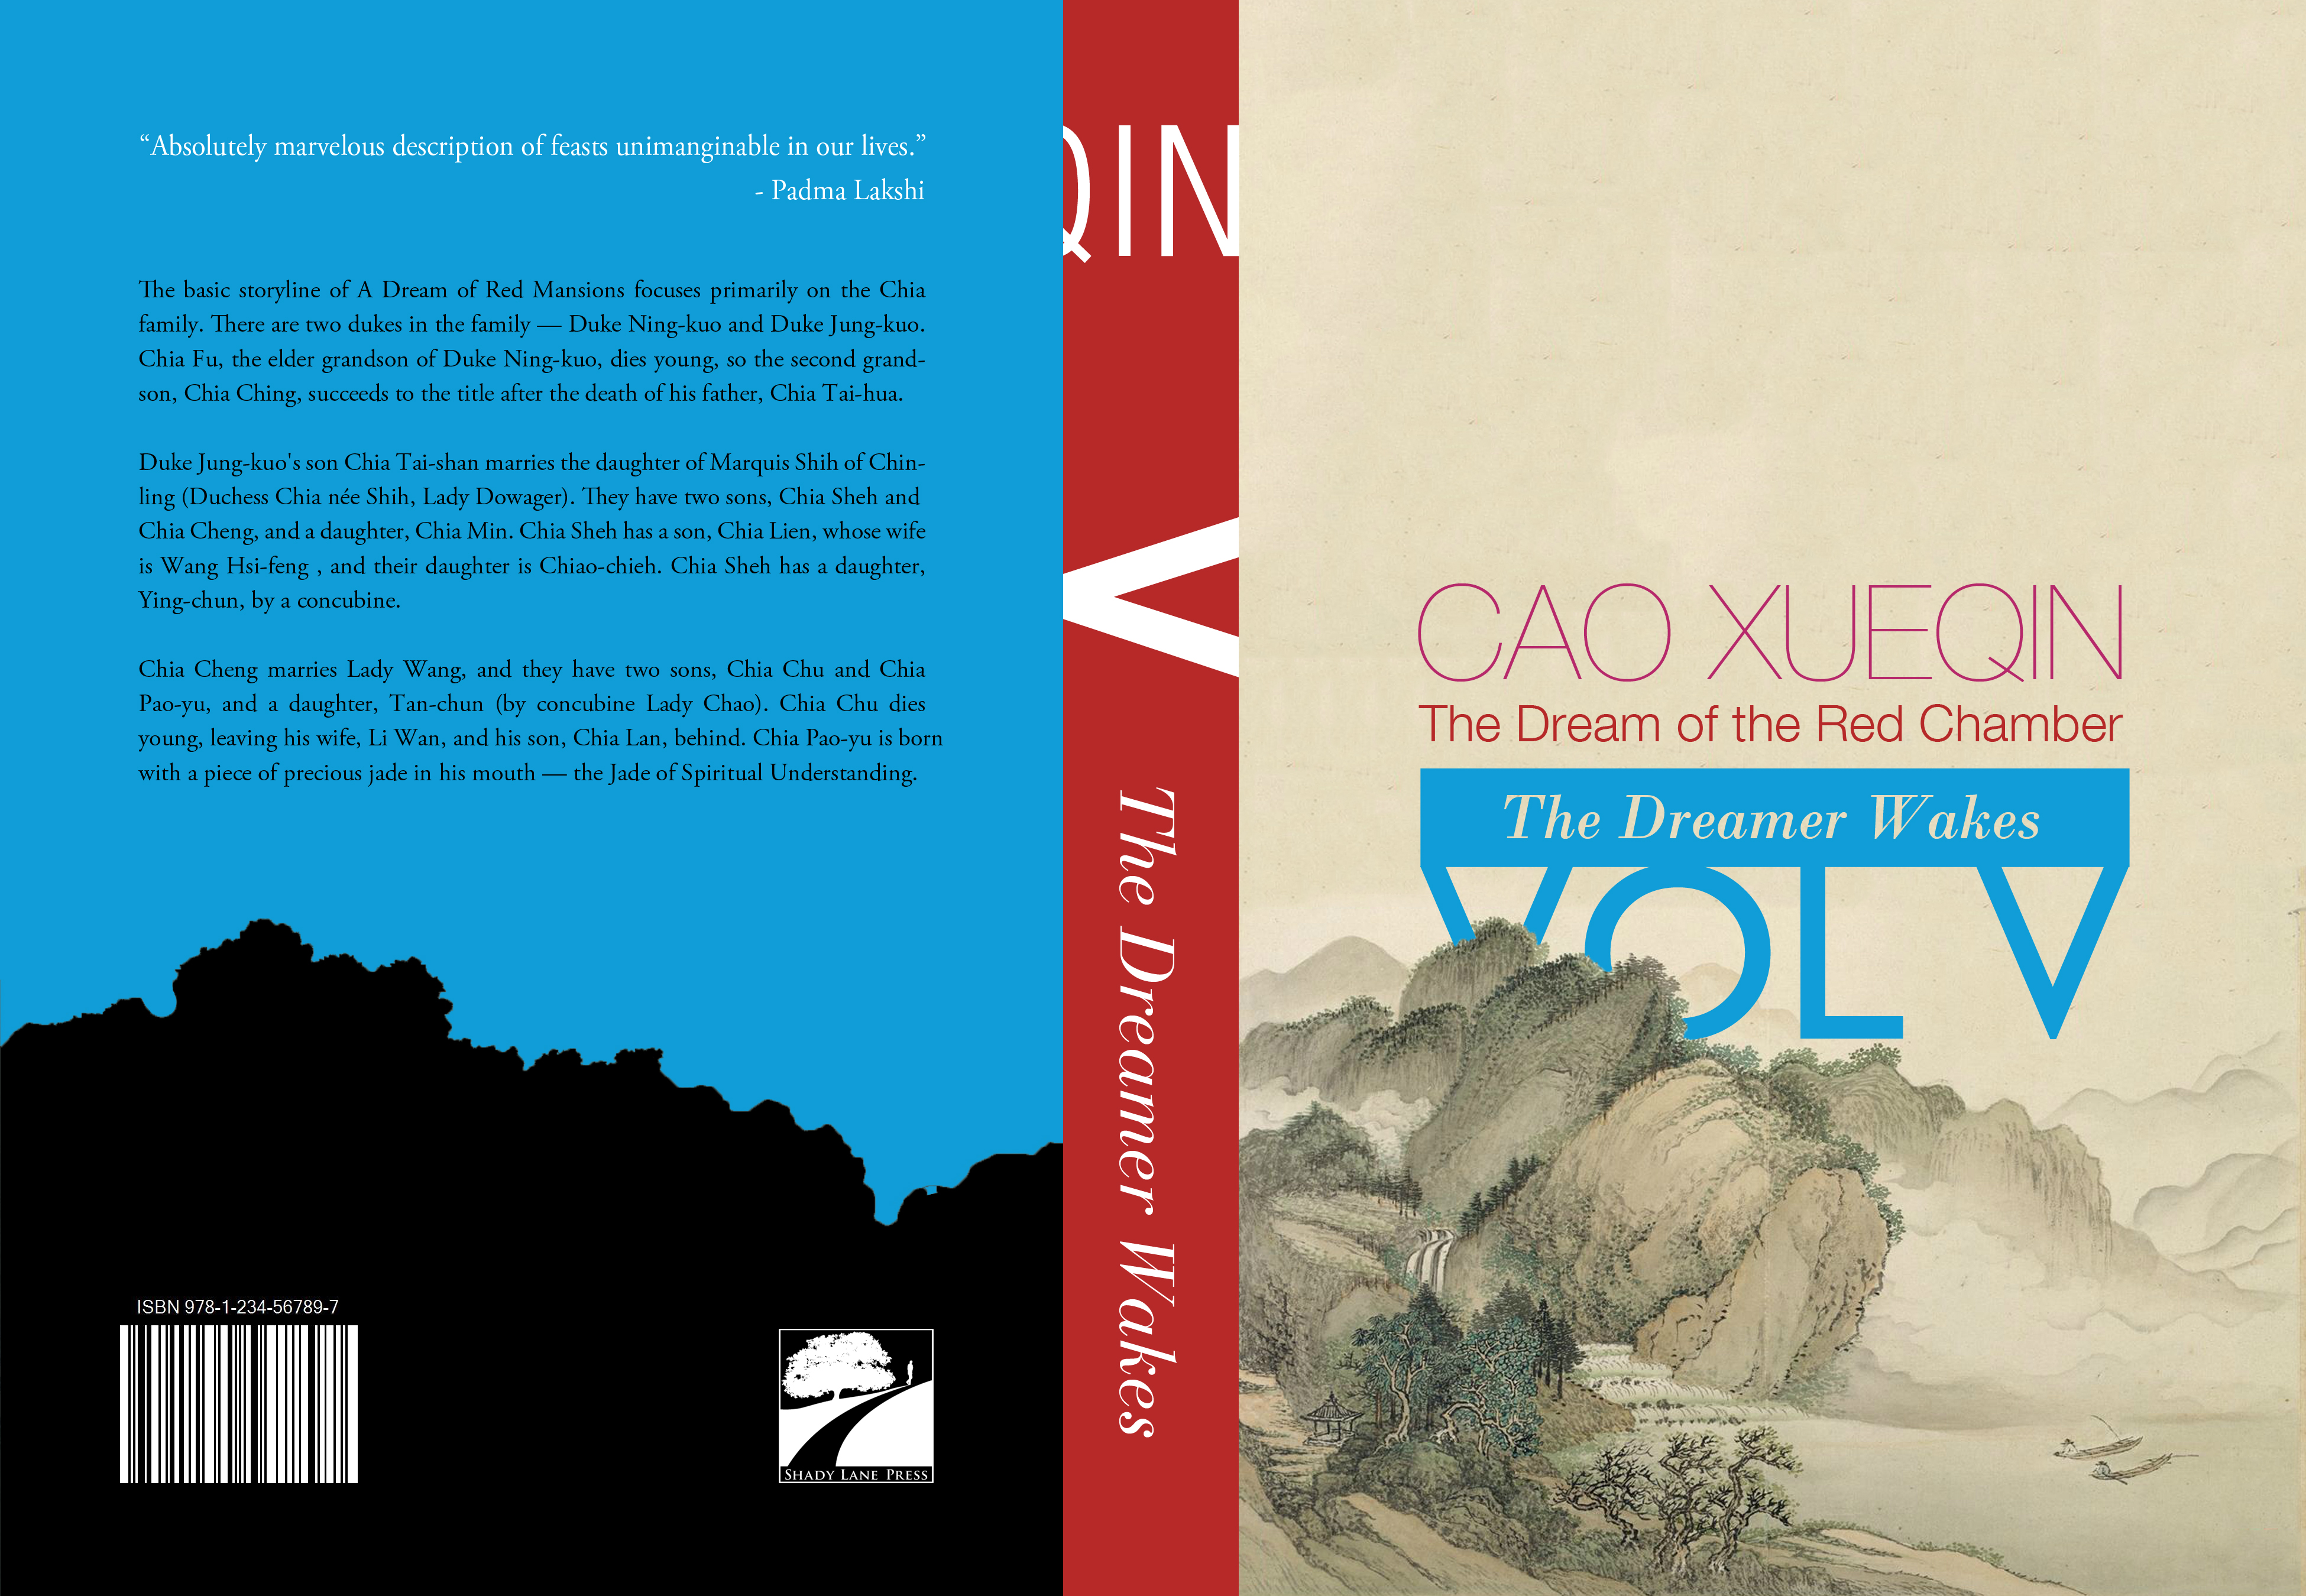 “Absolutely marvelous description of feasts unimanginable in our lives.”
- Padma Lakshi
The basic storyline of A Dream of Red Mansions focuses primarily on the Chia
family. There are two dukes in the family — Duke Ning-kuo and Duke Jung-kuo.
Chia Fu, the elder grandson of Duke Ning-kuo, dies young, so the second grand-
son, Chia Ching, succeeds to the title after the death of his father, Chia Tai-hua.
Duke Jung-kuo's son Chia Tai-shan marries the daughter of Marquis Shih of Chin-
ling (Duchess Chia née Shih, Lady Dowager). They have two sons, Chia Sheh and
Chia Cheng, and a daughter, Chia Min. Chia Sheh has a son, Chia Lien, whose wife
is Wang Hsi-feng , and their daughter is Chiao-chieh. Chia Sheh has a daughter,
Ying-chun, by a concubine.
Chia Cheng marries Lady Wang, and they have two sons, Chia Chu and Chia
Pao-yu, and a daughter, Tan-chun (by concubine Lady Chao). Chia Chu dies
young, leaving his wife, Li Wan, and his son, Chia Lan, behind. Chia Pao-yu is born
with a piece of precious jade in his mouth — the Jade of Spiritual Understanding.
ISBN 978-1-234-56789-7
SHADY LANE PRESS
QIN
V
The Dreamer Wakes
CAO XUEQIN
The Dream of the Red Chamber
The Dreamer Wakes
VOL V